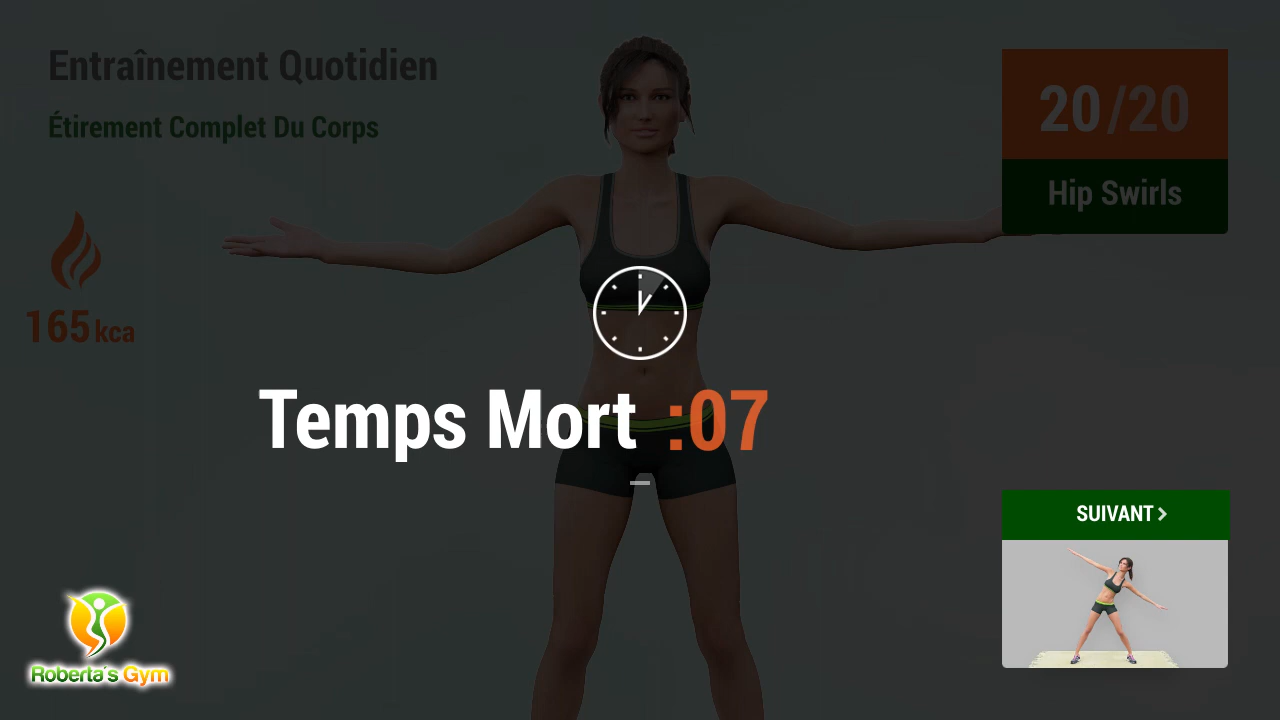 Entraînement Quotidien
Étirement Complet Du Corps
20/20
Hip Swirls
165 kca
Temps Mort :07
SUIVANT
Roberta´s Gym